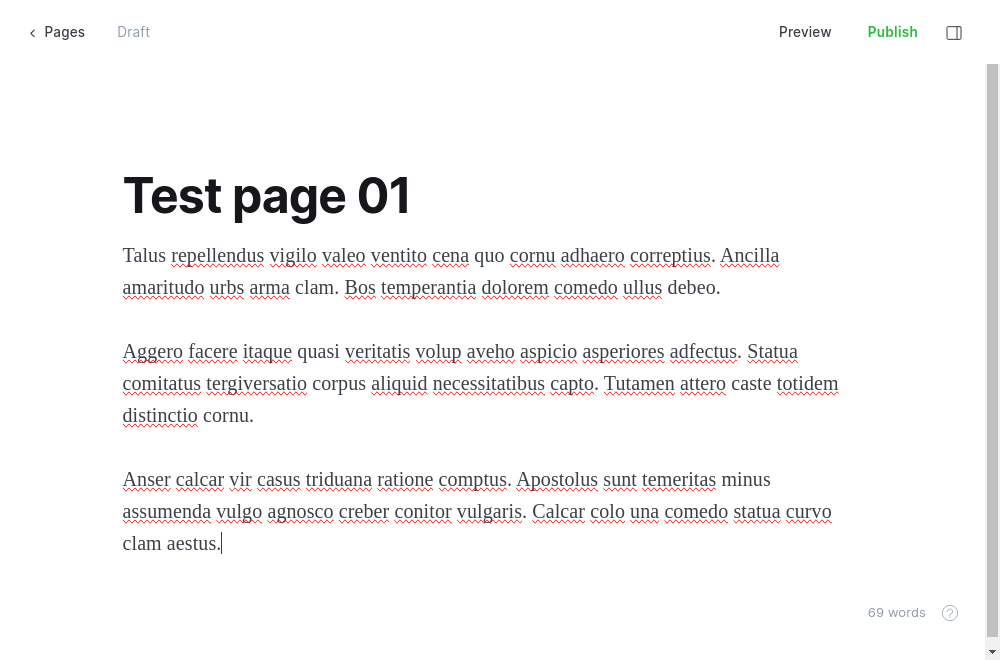 Pages Draft Preview Publish
Test page 01
Talus repellendus vigilo valeo ventito cena quo cornu adhaero correptius. Ancilla
amaritudo urbs arma clam. Bos temperantia dolorem comedo ullus debeo.
Aggero facere itaque quasi veritatis volup aveho aspicio asperiores adfectus. Statua
comitatus tergiversatio corpus aliquid necessitatibus capto. Tutamen attero caste totidem
distinctio cornu.
Anser calcar vir casus triduana ratione comptus. Apostolus sunt temeritas minus
assumenda vulgo agnosco creber conitor vulgaris. Calcar colo una comedo statua curvo
clam aestus.
69 words ?